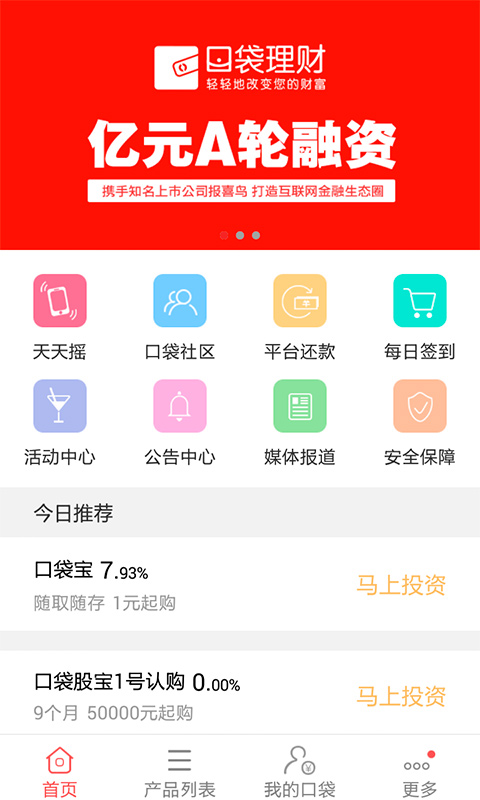 口袋理财
轻轻地改变您的财富
亿元A轮融资
携手知名上市公司报喜鸟 打造互联网金融生态圈
天天摇 口袋社区 平台还款 每日签到
活动中心 公告中心 媒体报道 安全保障
今日推荐
口袋宝 7.93%
马上投资
随取随存 1元起购
口袋股宝1号认购 0.00%
马上投资
9个月 50000元起购
首页 产品列表 我的口袋 更多